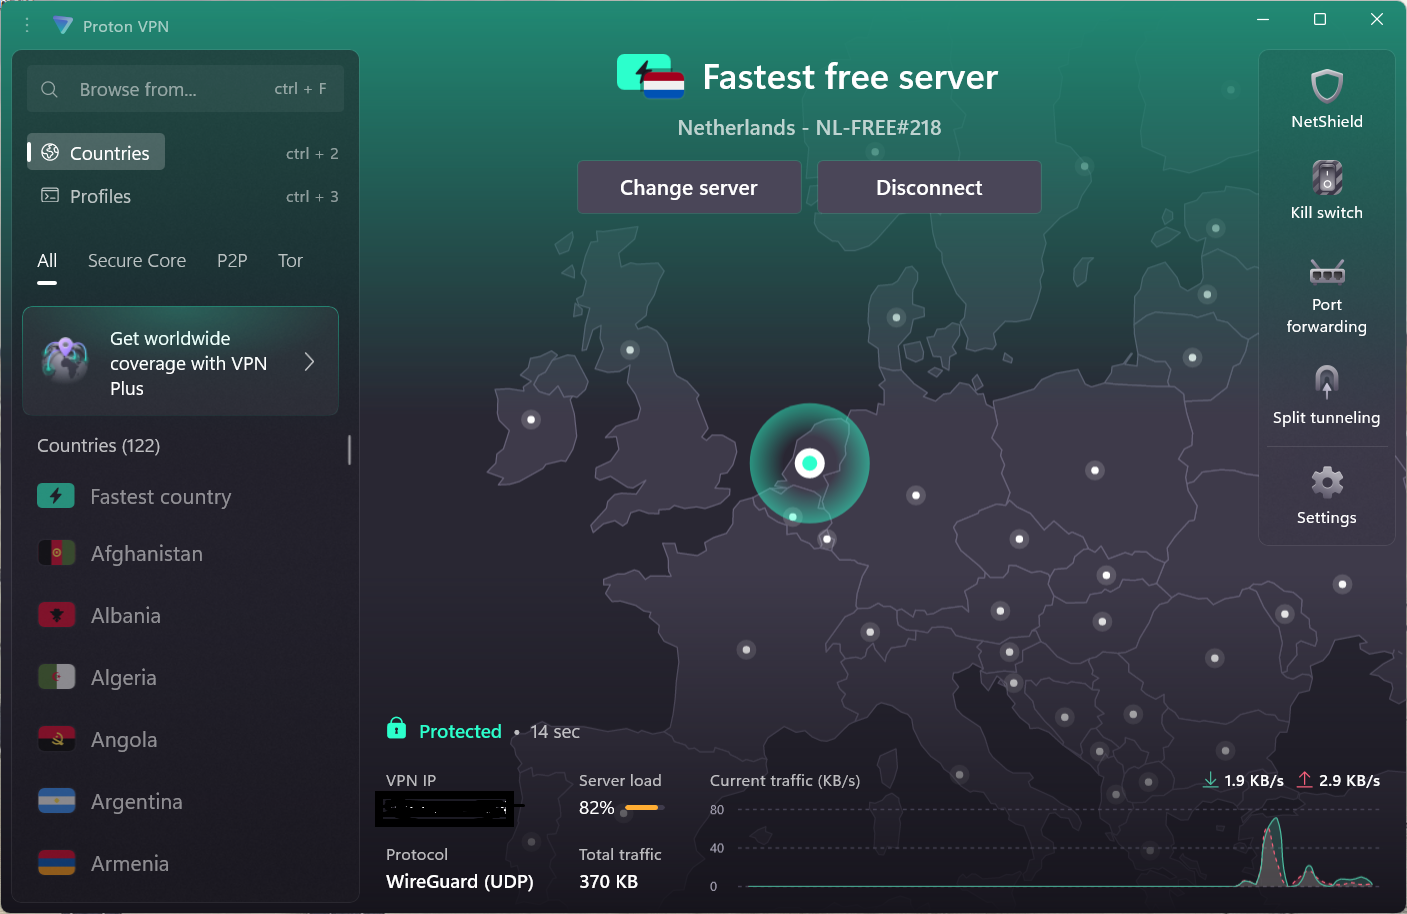 Proton VPN
Browse from...
ctrl + F
Countries
ctrl + 2
Profiles
ctrl + 3
All
Secure Core
P2P
Tor
Get worldwide
coverage with VPN
Plus
Countries (122)
Fastest country
Afghanistan
Albania
Algeria
Angola
Argentina
Armenia
Fastest free server
Netherlands - NL-FREE#218
Change server
Disconnect
Protected • 14 sec
VPN IP
Server load
82%
Protocol
WireGuard (UDP)
Total traffic
370 KB
Current traffic (KB/s)
1.9 KB/s
2.9 KB/s
80
40
0
NetShield
Kill switch
Port
forwarding
Split tunneling
Settings